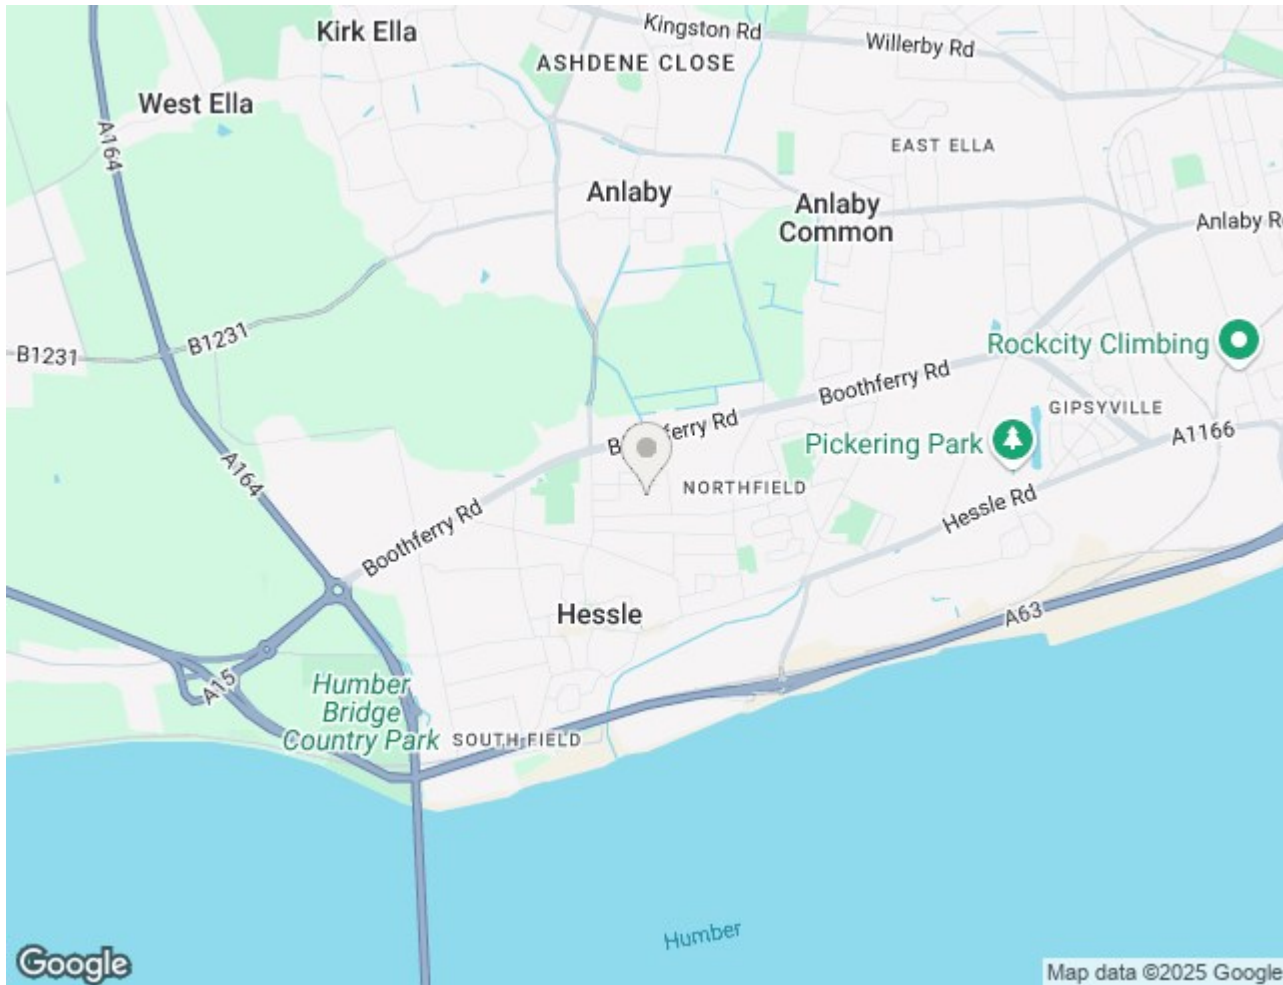 Kirk Ella
Kingston Rd
Willerby Rd
ASHDENE CLOSE
West Ella
A164
EAST ELLA
Anlaby
Anlaby
Common
Anlaby Rd
B1231
B1231
Rockcity Climbing
Boothferry Rd
GIPSYVILLE
Boothferry Rd
A1166
Pickering Park
A164
NORTHFIELD
Hessle Rd
Boothferry Rd
Hessle
A63
A15
Humber
Bridge
Country Park
SOUTH FIELD
Humber
Google
Map data ©2025 Google